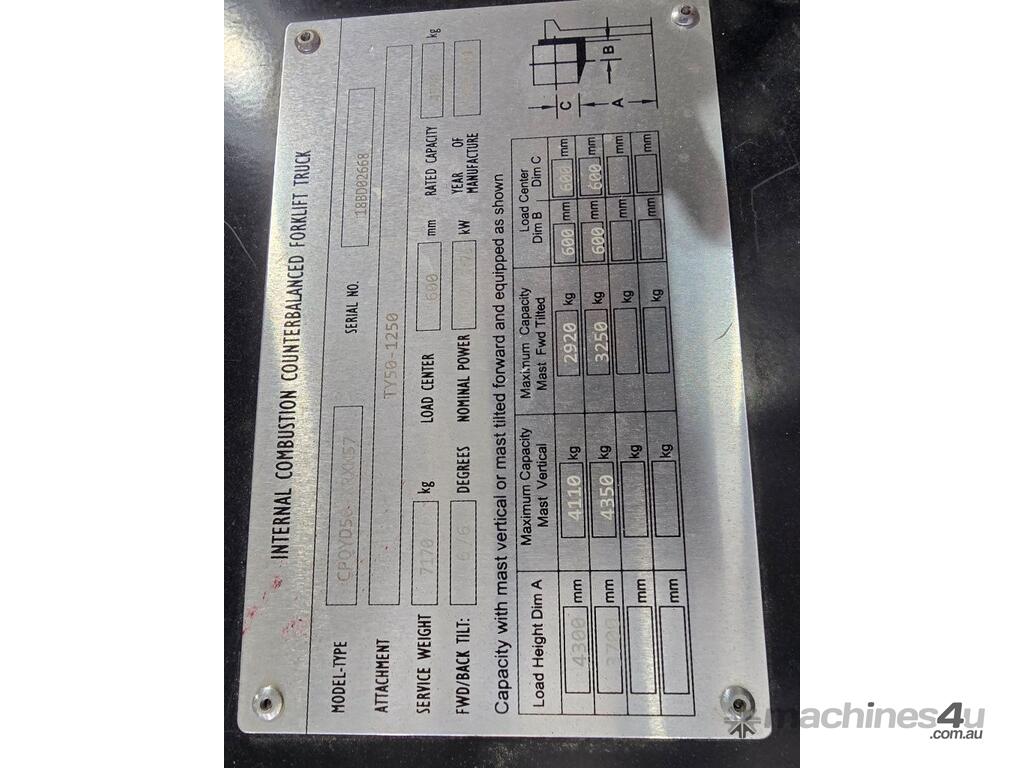 INTERNAL COMBUSTION COUNTERBALANCED FORKLIFT TRUCK
MODEL-TYPE SERIAL NO. 18BD02668
ATTACHMENT TY50-1250
SERVICE WEIGHT 7170 kg LOAD CENTER 600 mm RATED CAPACITY kg
FWD/BACK TILT: 6/6 DEGREES NOMINAL POWER kW YEAR OF MANUFACTURE
Capacity with mast vertical or mast tilted forward and equipped as shown
Load Height Dim A Maximum Capacity Mast Vertical Maximum Capacity Mast Fwd Tilted Load Center Dim B Dim C
4300 mm 4110 kg 2920 kg 600 mm 600 mm
3700 mm 4350 kg 3250 kg 600 mm 600 mm
mm kg kg mm mm
mm kg kg mm mm
B
C
A
machines4u
.com.au